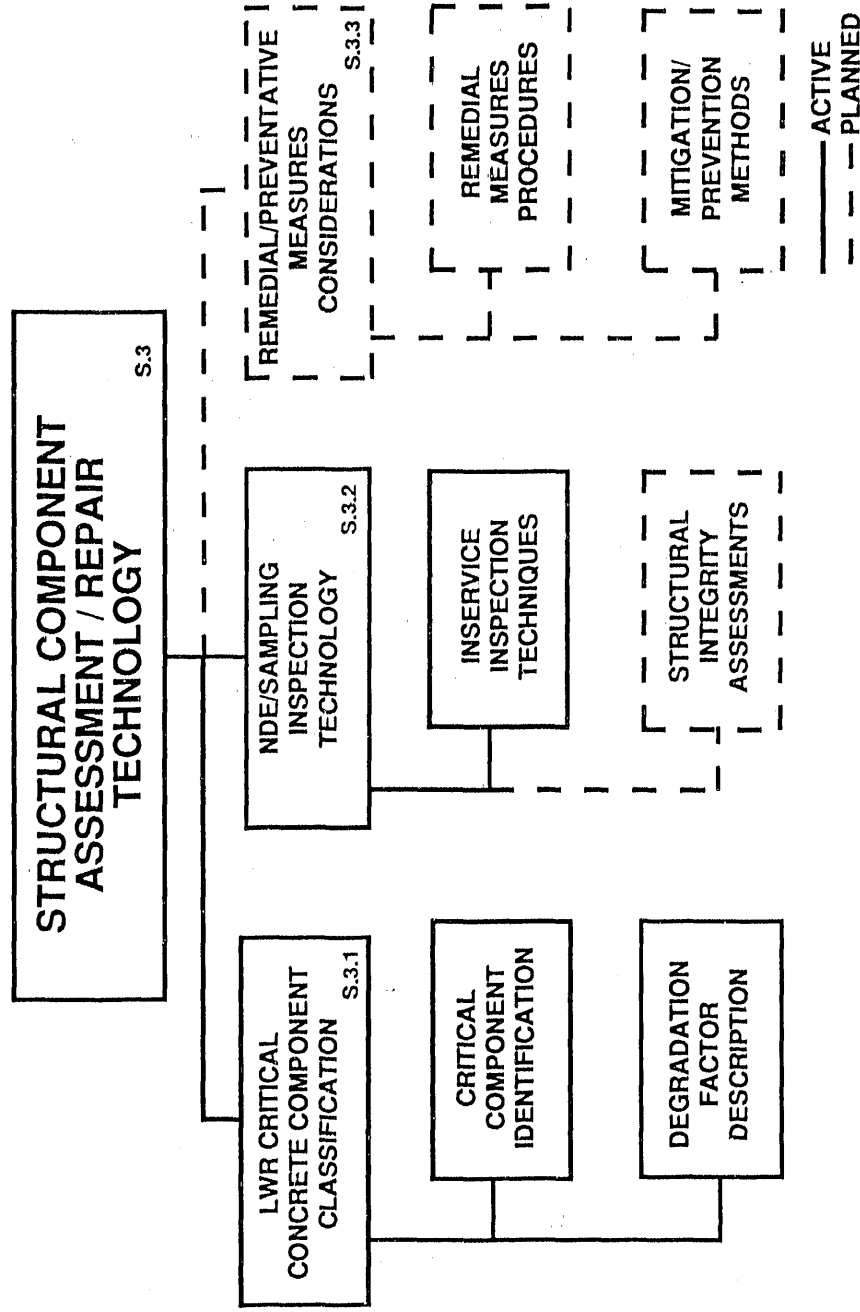 STRUCTURAL COMPONENT
ASSESSMENT / REPAIR
TECHNOLOGY
S.3
LWR CRITICAL
CONCRETE COMPONENT
CLASSIFICATION
S.3.1
CRITICAL
COMPONENT
IDENTIFICATION
DEGRADATION
FACTOR
DESCRIPTION
NDE/SAMPLING
INSPECTION
TECHNOLOGY
S.3.2
INSERVICE
INSPECTION
TECHNIQUES
STRUCTURAL
INTEGRITY
ASSESSMENTS
REMEDIAL/PREVENTATIVE
MEASURES
CONSIDERATIONS
S.3.3
REMEDIAL
MEASURES
PROCEDURES
MITIGATION/
PREVENTION
METHODS
ACTIVE
PLANNED